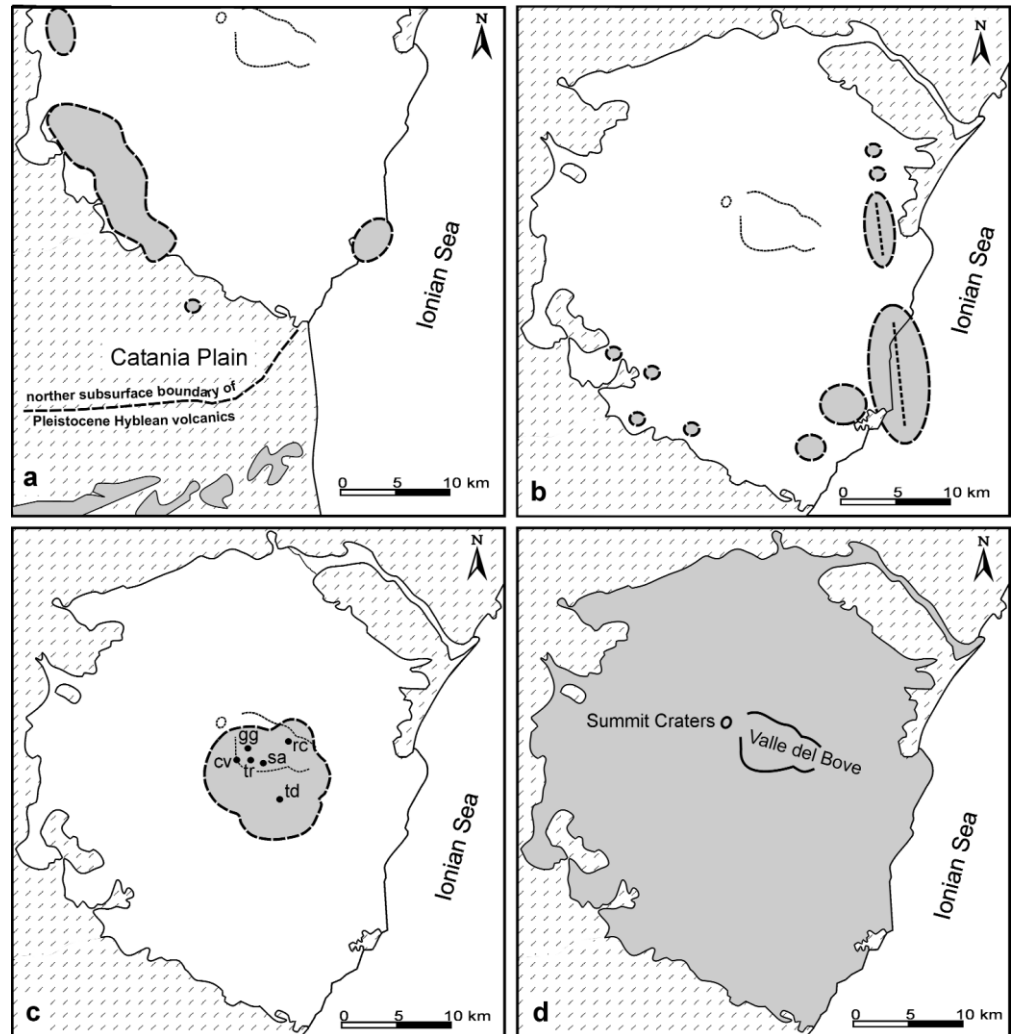 N
Ionian Sea
Catania Plain
norther subsurface boundary of
Pleistocene Hyblean volcanics
a
0 5 10 km
N
Ionian Sea
b
0 5 10 km
N
gg
rc
cv
tr
sa
td
Ionian Sea
c
0 5 10 km
N
Summit Craters
Valle del Bove
Ionian Sea
d
0 5 10 km